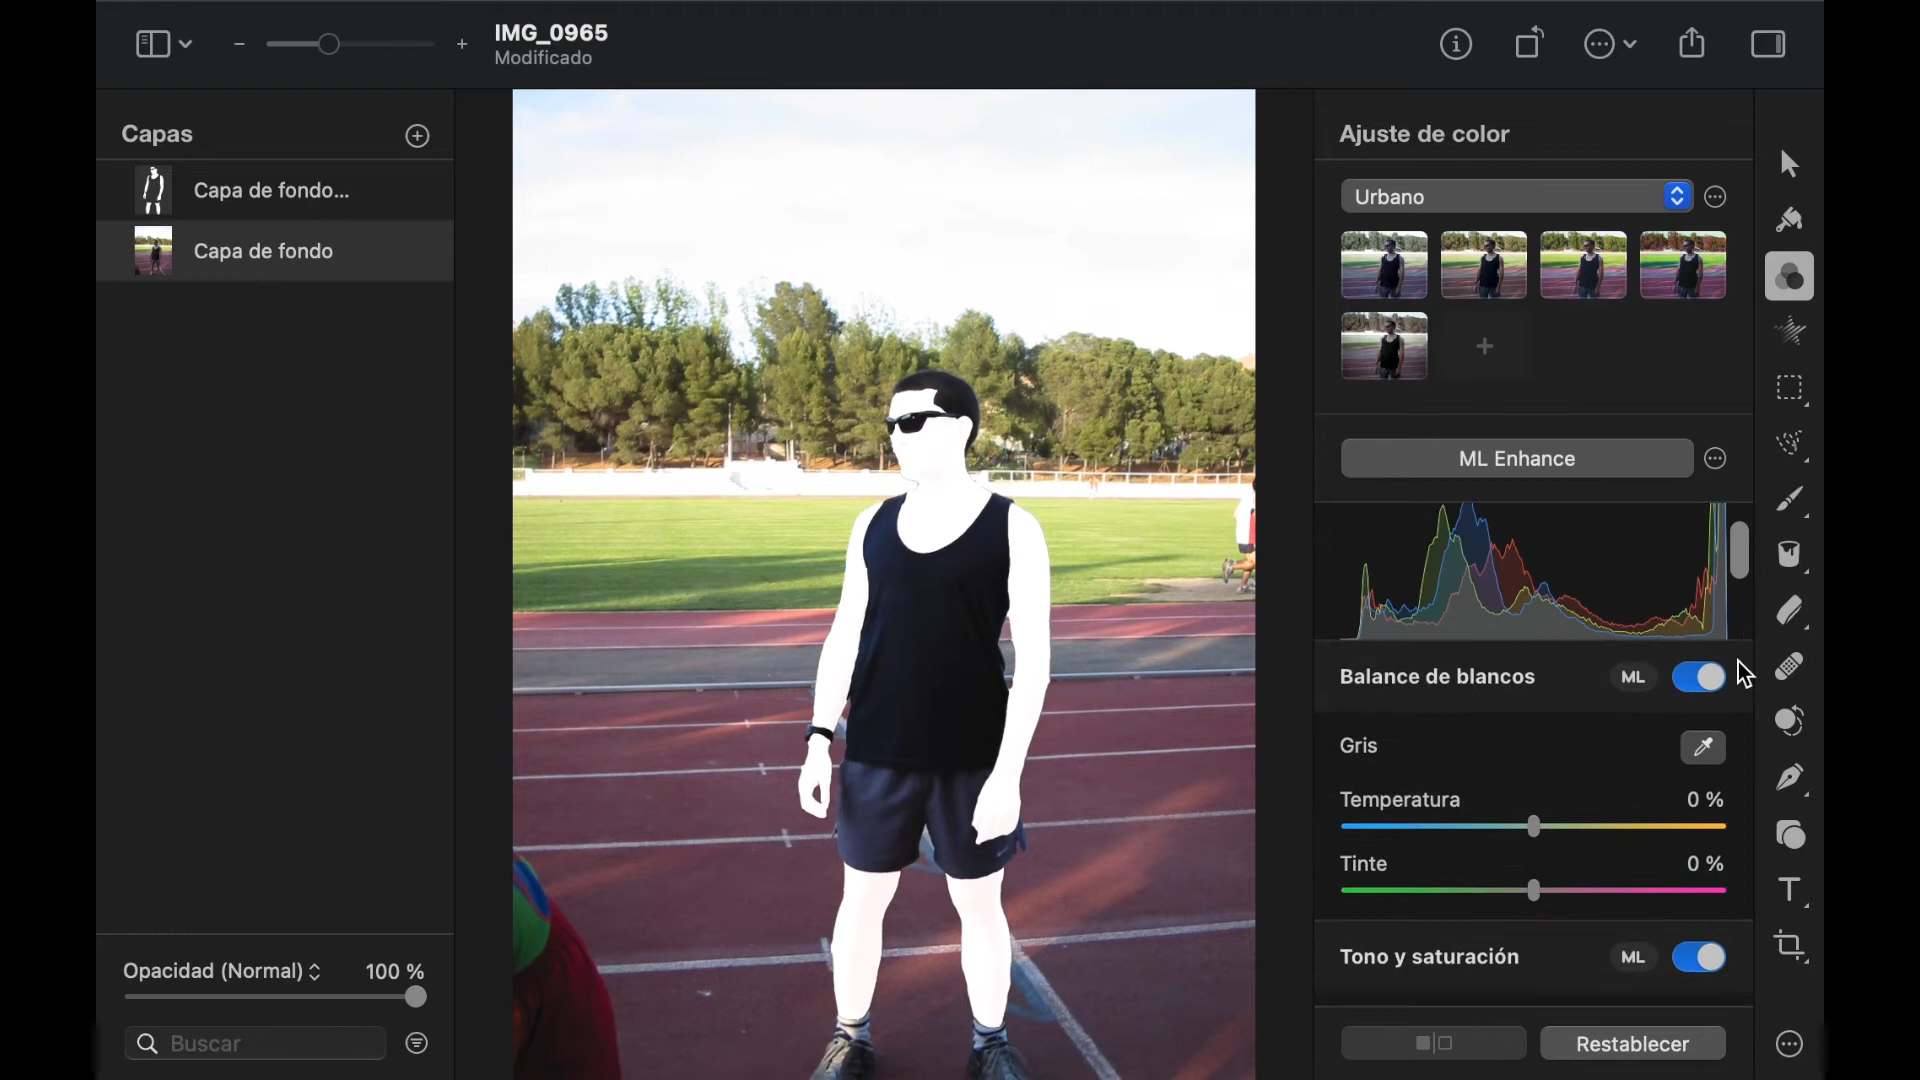 IMG_0965
Modificado
Capas
Capa de fondo...
Capa de fondo
Opacidad (Normal)
100 %
Buscar
Ajuste de color
Urbano
ML Enhance
Balance de blancos
ML
Gris
Temperatura
0 %
Tinte
0 %
Tono y saturación
ML
Restablecer